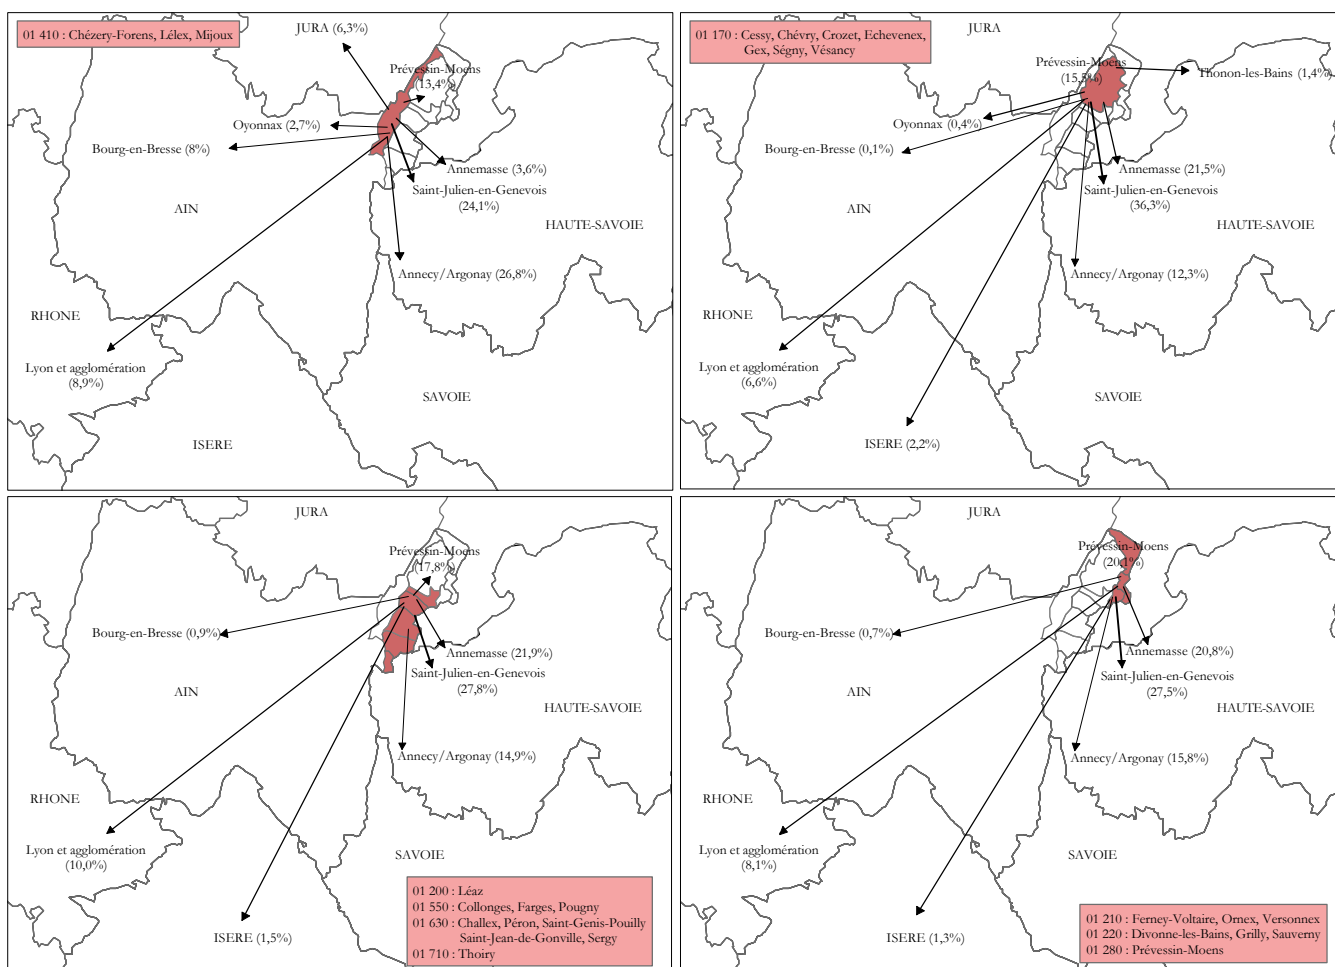 01 410 : Chézery-Forens, Lélex, Mijoux
JURA (6,3%)
Prévessin-Moens
(13,4%)
Oyonnax (2,7%)
Bourg-en-Bresse (8%)
Annemasse (3,6%)
Saint-Julien-en-Genevois
(24,1%)
AIN
HAUTE-SAVOIE
Annecy/Argonay (26,8%)
RHONE
Lyon et agglomération
(8,9%)
SAVOIE
ISERE
01 170 : Cessy, Chévry, Crozet, Echevenex,
Gex, Ségny, Vésancy
JURA
Prévessin-Moens
(15,5%)
Thonon-les-Bains (1,4%)
Oyonnax (0,4%)
Bourg-en-Bresse (0,1%)
Annemasse (21,5%)
Saint-Julien-en-Genevois
(36,3%)
AIN
HAUTE-SAVOIE
Annecy/Argonay (12,3%)
RHONE
Lyon et agglomération
(6,6%)
SAVOIE
ISERE (2,2%)
JURA
Prévessin-Moens
(17,8%)
Bourg-en-Bresse (0,9%)
Annemasse (21,9%)
Saint-Julien-en-Genevois
(27,8%)
AIN
HAUTE-SAVOIE
Annecy/Argonay (14,9%)
RHONE
Lyon et agglomération
(10,0%)
SAVOIE
ISERE (1,5%)
01 200 : Léaz
01 550 : Collonges, Farges, Pougny
01 630 : Challex, Péron, Saint-Genis-Pouilly
Saint-Jean-de-Gonville, Sergy
01 710 : Thoiry
JURA
Prévessin-Moens
(20,1%)
Bourg-en-Bresse (0,7%)
Annemasse (20,8%)
Saint-Julien-en-Genevois
(27,5%)
AIN
HAUTE-SAVOIE
Annecy/Argonay (15,8%)
RHONE
Lyon et agglomération
(8,1%)
SAVOIE
ISERE (1,3%)
01 210 : Ferney-Voltaire, Ornex, Versonnex
01 220 : Divonne-les-Bains, Grilly, Sauverny
01 280 : Prévessin-Moens